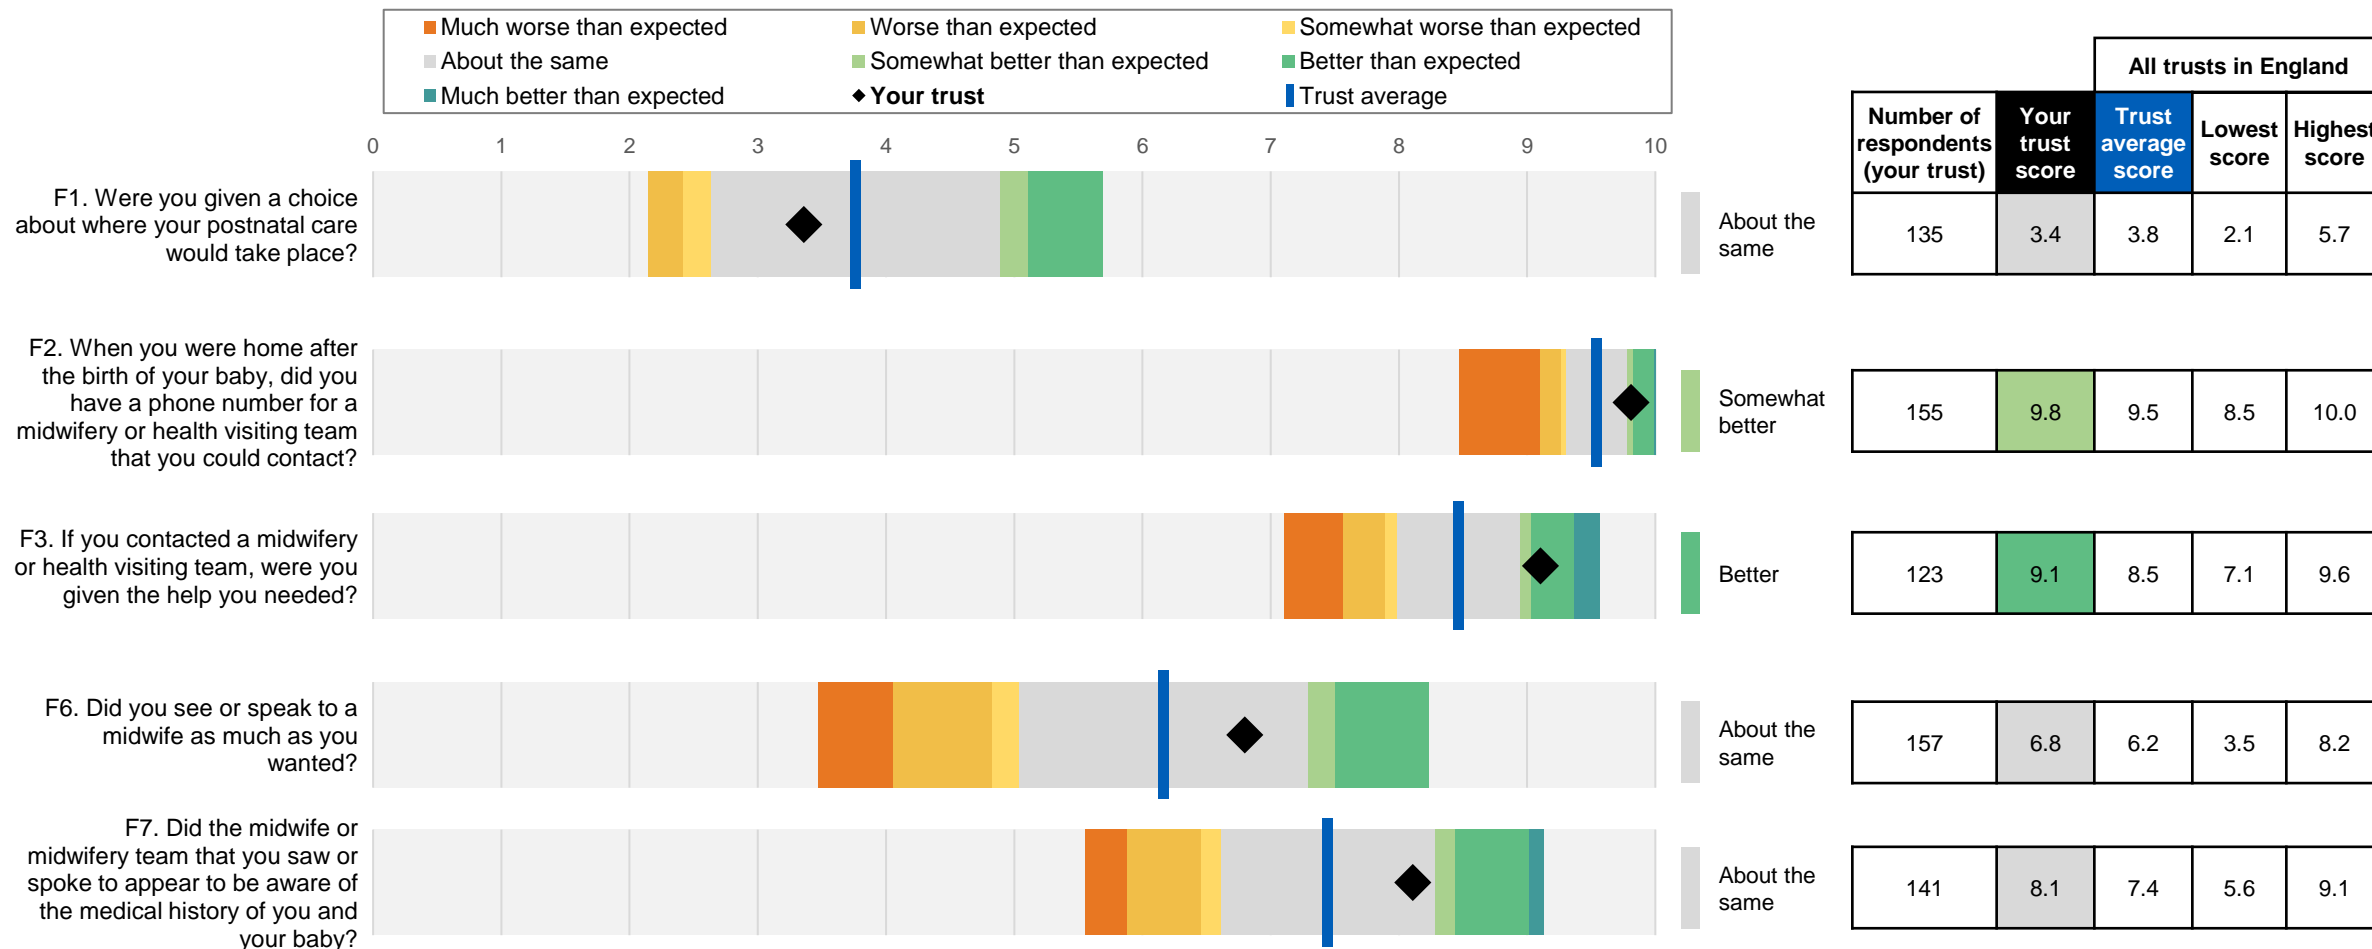 Much worse than expected
Worse than expected
Somewhat worse than expected
About the same
Somewhat better than expected
Better than expected
Much better than expected
Your trust
Trust average
All trusts in England
Number of
respondents
(your trust)
Your
trust
score
Trust
average
score
Lowest
score
Highest
score
0 1 2 3 4 5 6 7 8 9 10
F1. Were you given a choice
about where your postnatal care
would take place?
About the
same
135 3.4 3.8 2.1 5.7
F2. When you were home after
the birth of your baby, did you
have a phone number for a
midwifery or health visiting team
that you could contact?
Somewhat
better
155 9.8 9.5 8.5 10.0
F3. If you contacted a midwifery
or health visiting team, were you
given the help you needed?
Better
123 9.1 8.5 7.1 9.6
F6. Did you see or speak to a
midwife as much as you
wanted?
About the
same
157 6.8 6.2 3.5 8.2
F7. Did the midwife or
midwifery team that you saw or
spoke to appear to be aware of
the medical history of you and
your baby?
About the
same
141 8.1 7.4 5.6 9.1